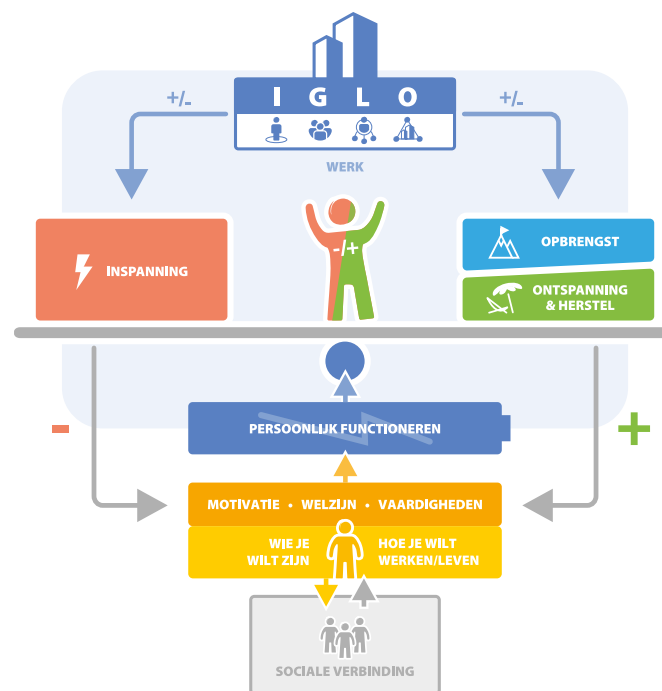 I G L O
+/-
+/-
WERK
-/+
INSPANNING
OPBRENGST
ONTSPANNING
& HERSTEL
-
+
PERSOONLIJK FUNCTIONEREN
MOTIVATIE • WELZIJN • VAARDIGHEDEN
WIE JE
WILT ZIJN
HOE JE WILT
WERKEN/LEVEN
SOCIALE VERBINDING